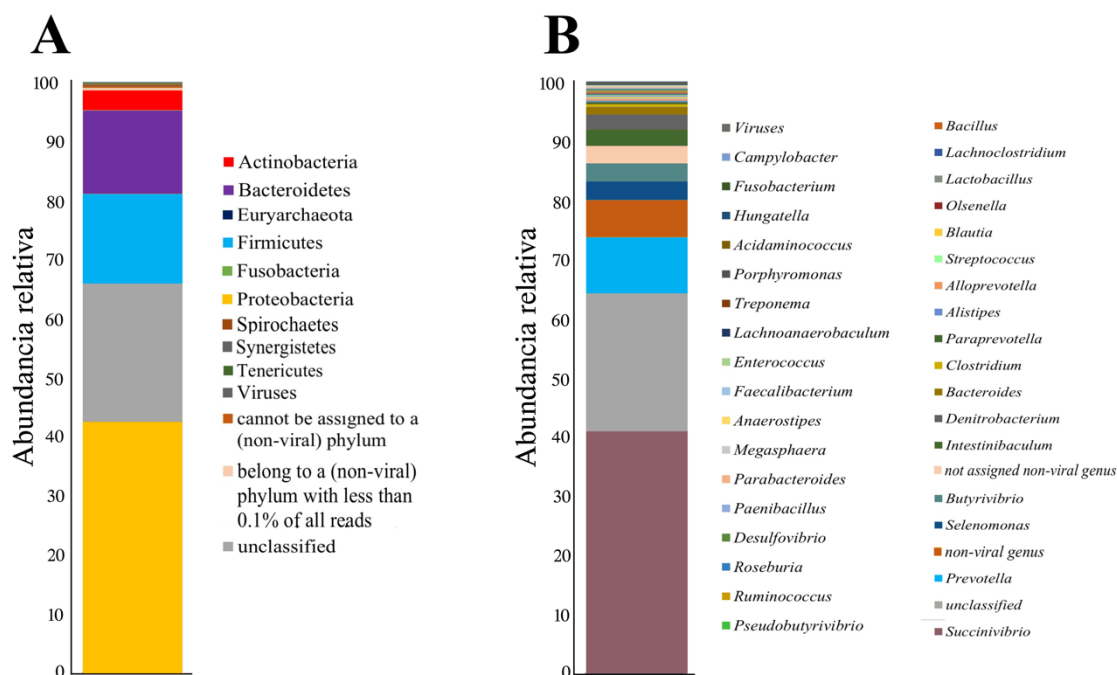 A
Abundancia relativa
100
90
80
70
60
50
40
30
20
10
0
Actinobacteria
Bacteroidetes
Euryarchaeota
Firmicutes
Fusobacteria
Proteobacteria
Spirochaetes
Synergistetes
Tenericutes
Viruses
cannot be assigned to a
(non-viral) phylum
belong to a (non-viral)
phylum with less than
0.1% of all reads
unclassified
B
Abundancia relativa
100
90
80
70
60
50
40
30
20
10
0
Viruses
Campylobacter
Fusobacterium
Hungatella
Acidaminococcus
Porphyromonas
Treponema
Lachnoanaerobaculum
Enterococcus
Faecalibacterium
Anaerostipes
Megasphaera
Parabacteroides
Paenibacillus
Desulfovibrio
Roseburia
Ruminococcus
Pseudobutyrivibrio
Bacillus
Lachnoclostridium
Lactobacillus
Olsenella
Blautia
Streptococcus
Alloprevotella
Alistipes
Paraprevotella
Clostridium
Bacteroides
Denitrobacterium
Intestinibaculum
not assigned non-viral genus
Butyrivibrio
Selenomonas
non-viral genus
Prevotella
unclassified
Succinivibrio